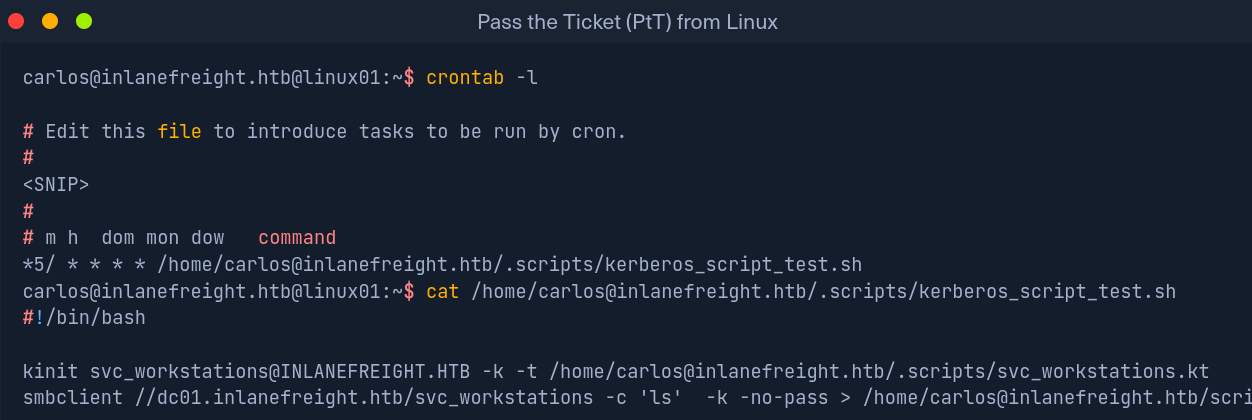 Pass the Ticket (PtT) from Linux
carlos@inlanefreight.htb@linux01:~$ crontab -l
# Edit this file to introduce tasks to be run by cron.
#
<SNIP>
#
# m h  dom mon dow   command
*5/ * * * * /home/carlos@inlanefreight.htb/.scripts/kerberos_script_test.sh
carlos@inlanefreight.htb@linux01:~$ cat /home/carlos@inlanefreight.htb/.scripts/kerberos_script_test.sh
#!/bin/bash
kinit svc_workstations@INLANEFREIGHT.HTB -k -t /home/carlos@inlanefreight.htb/.scripts/svc_workstations.kt
smbclient //dc01.inlanefreight.htb/svc_workstations -c 'ls'  -k -no-pass > /home/carlos@inlanefreight.htb/scri